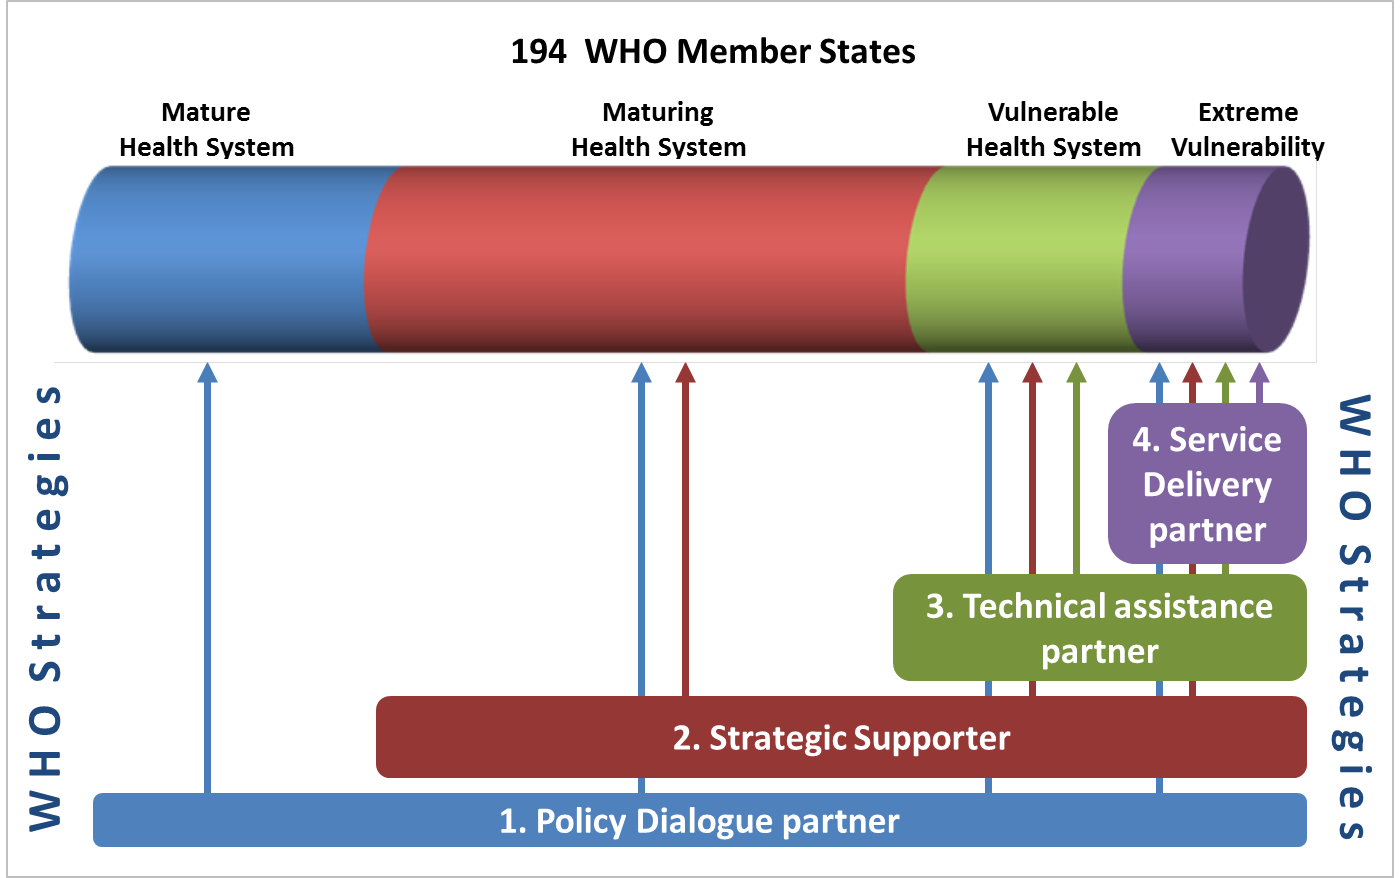 194  WHO Member States
Mature
Health System
Maturing
Health System
Vulnerable
Health System
Extreme
Vulnerability
WHO Strategies
WHO Strategies
4. Service
Delivery
partner
3. Technical assistance
partner
2. Strategic Supporter
1. Policy Dialogue partner